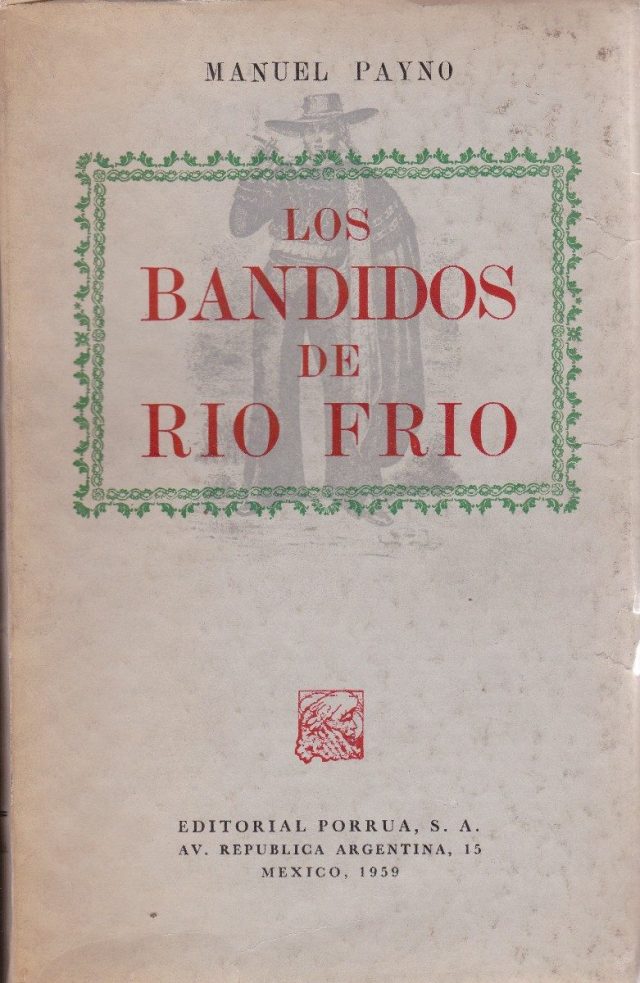 MANUEL PAYNO
LOS
BANDIDOS
DE
RIO FRIO
EDITORIAL PORRUA, S. A.
AV. REPUBLICA ARGENTINA, 15
MEXICO, 1959